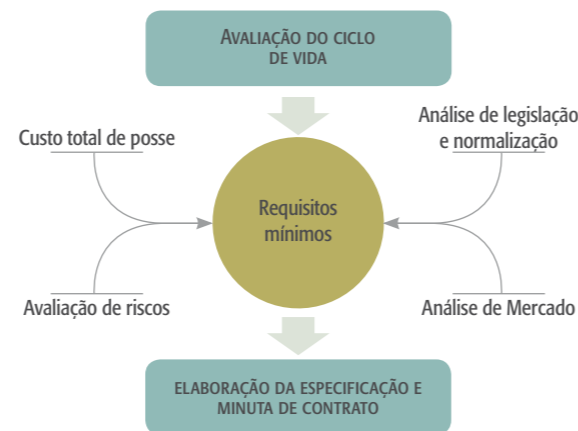 AVALIAÇÃO DO CICLO
DE VIDA
Custo total de posse
Análise de legislação
e normalização
Requisitos
mínimos
Avaliação de riscos
Análise de Mercado
ELABORAÇÃO DA ESPECIFICAÇÃO E
MINUTA DE CONTRATO